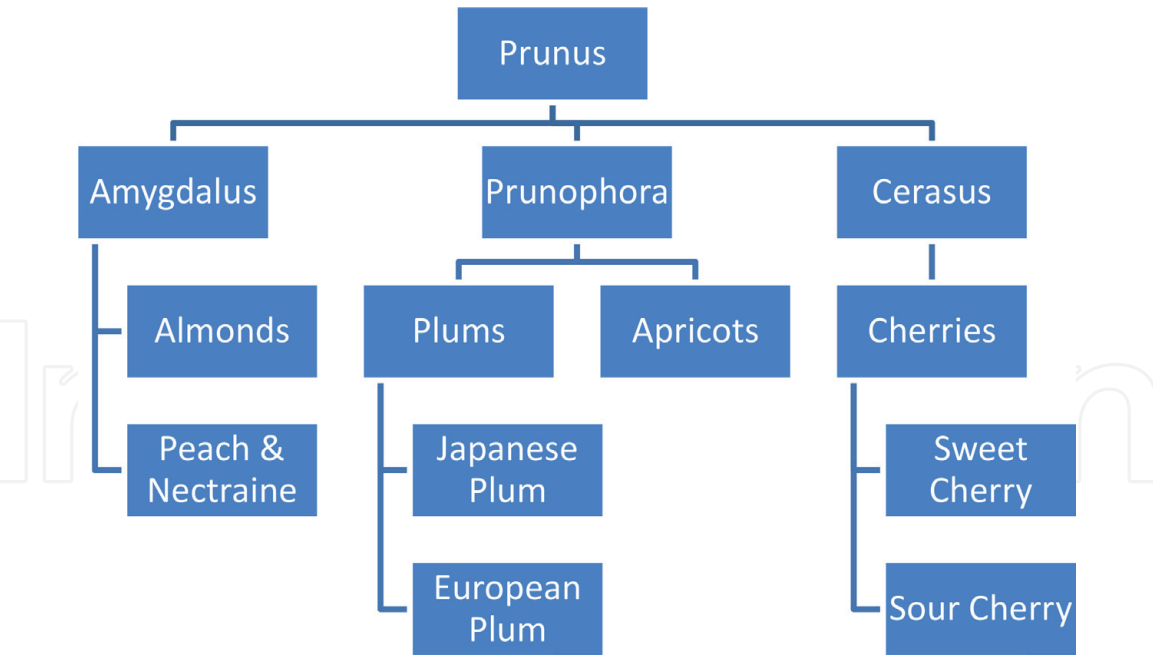 Prunus
Amygdalus
Prunophora
Cerasus
Almonds
Plums
Apricots
Cherries
Peach &
Nectraine
Japanese
Plum
Sweet
Cherry
European
Plum
Sour Cherry